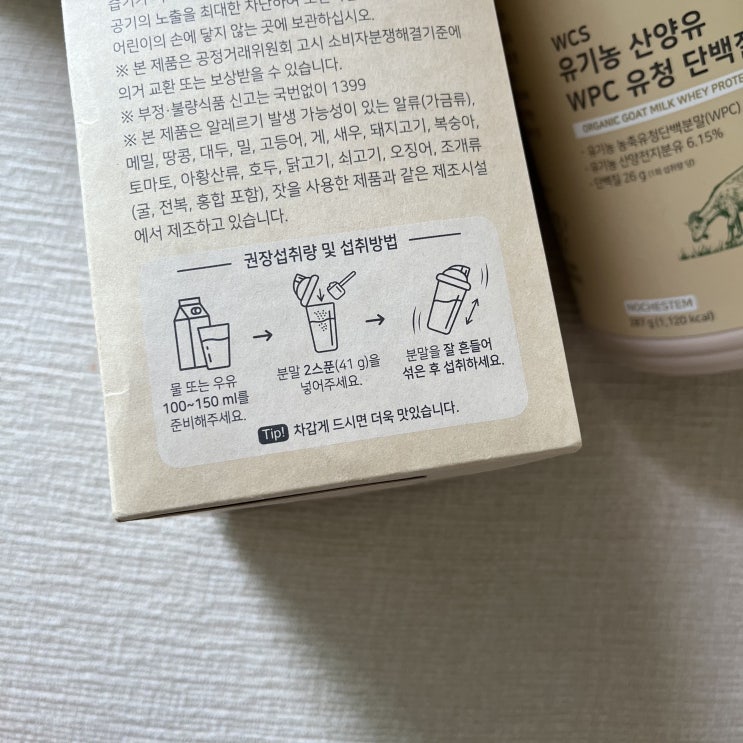 공기의 노출을 최대한 차단하여
어린이의 손에 닿지 않는 곳에 보관하십시오.
※ 본 제품은 공정거래위원회 고시 소비자분쟁해결기준에
의거 교환 또는 보상받을 수 있습니다.
※ 부정·불량식품 신고는 국번없이 1399
※ 본 제품은 알레르기 발생 가능성이 있는 알류(가금류),
메밀, 땅콩, 대두, 밀, 고등어, 게, 새우, 돼지고기, 복숭아,
토마토, 아황산류, 호두, 닭고기, 쇠고기, 오징어, 조개류
(굴, 전복, 홍합 포함), 잣을 사용한 제품과 같은 제조시설
에서 제조하고 있습니다.
권장섭취량 및 섭취방법
물 또는 우유
100~150 ml를
준비해주세요.
분말 2스푼(41 g)을
넣어주세요.
분말을 잘 흔들어
섞은 후 섭취하세요.
Tip! 차갑게 드시면 더욱 맛있습니다.
WCS
유기농 산양유
WPC 유청 단백질
ORGANIC GOAT MILK WHEY PROTE
· 유기농 농축유청단백분말(WPC)
· 유기농 산양전지분유 6.15%
· 단백질 26 g (1회 섭취량 당)
NOCHESTEM
287 g (1,120 kcal)